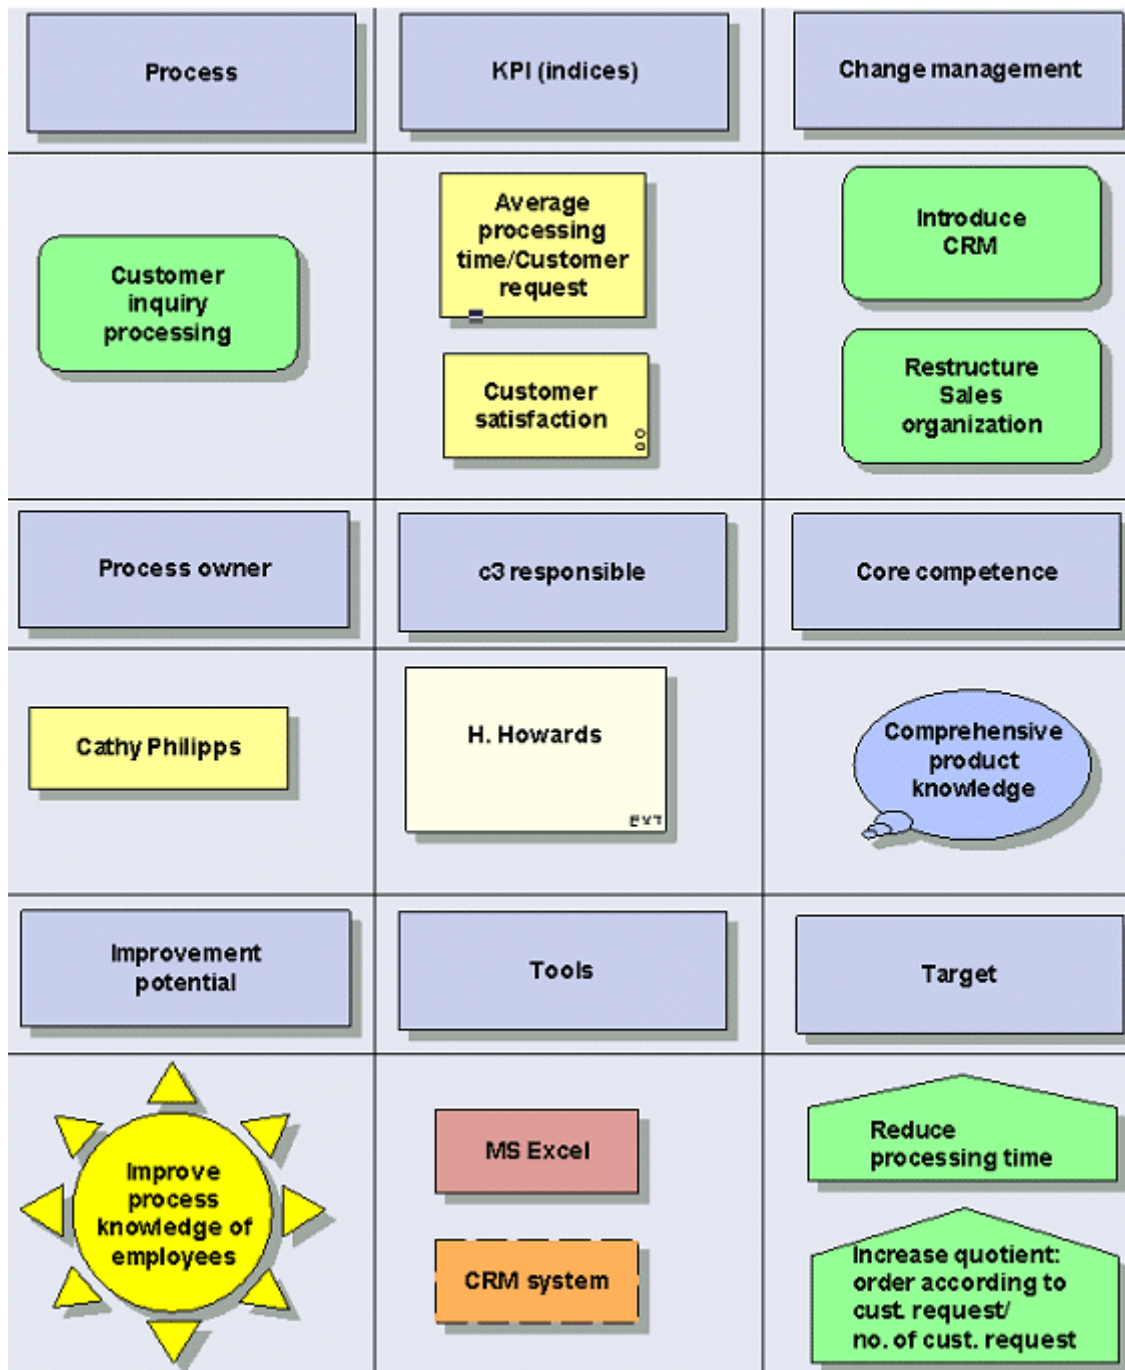 Process
KPI (indices)
Change management
Customer
inquiry
processing
Average
processing
time/Customer
request
Customer
satisfaction
Introduce
CRM
Restructure
Sales
organization
Process owner
c3 responsible
Core competence
Cathy Philipps
H. Howards
EXT
Comprehensive
product
knowledge
Improvement
potential
Tools
Target
Improve
process
knowledge of
employees
MS Excel
CRM system
Reduce
processing time
Increase quotient:
order according to
cust. request/
no. of cust. request